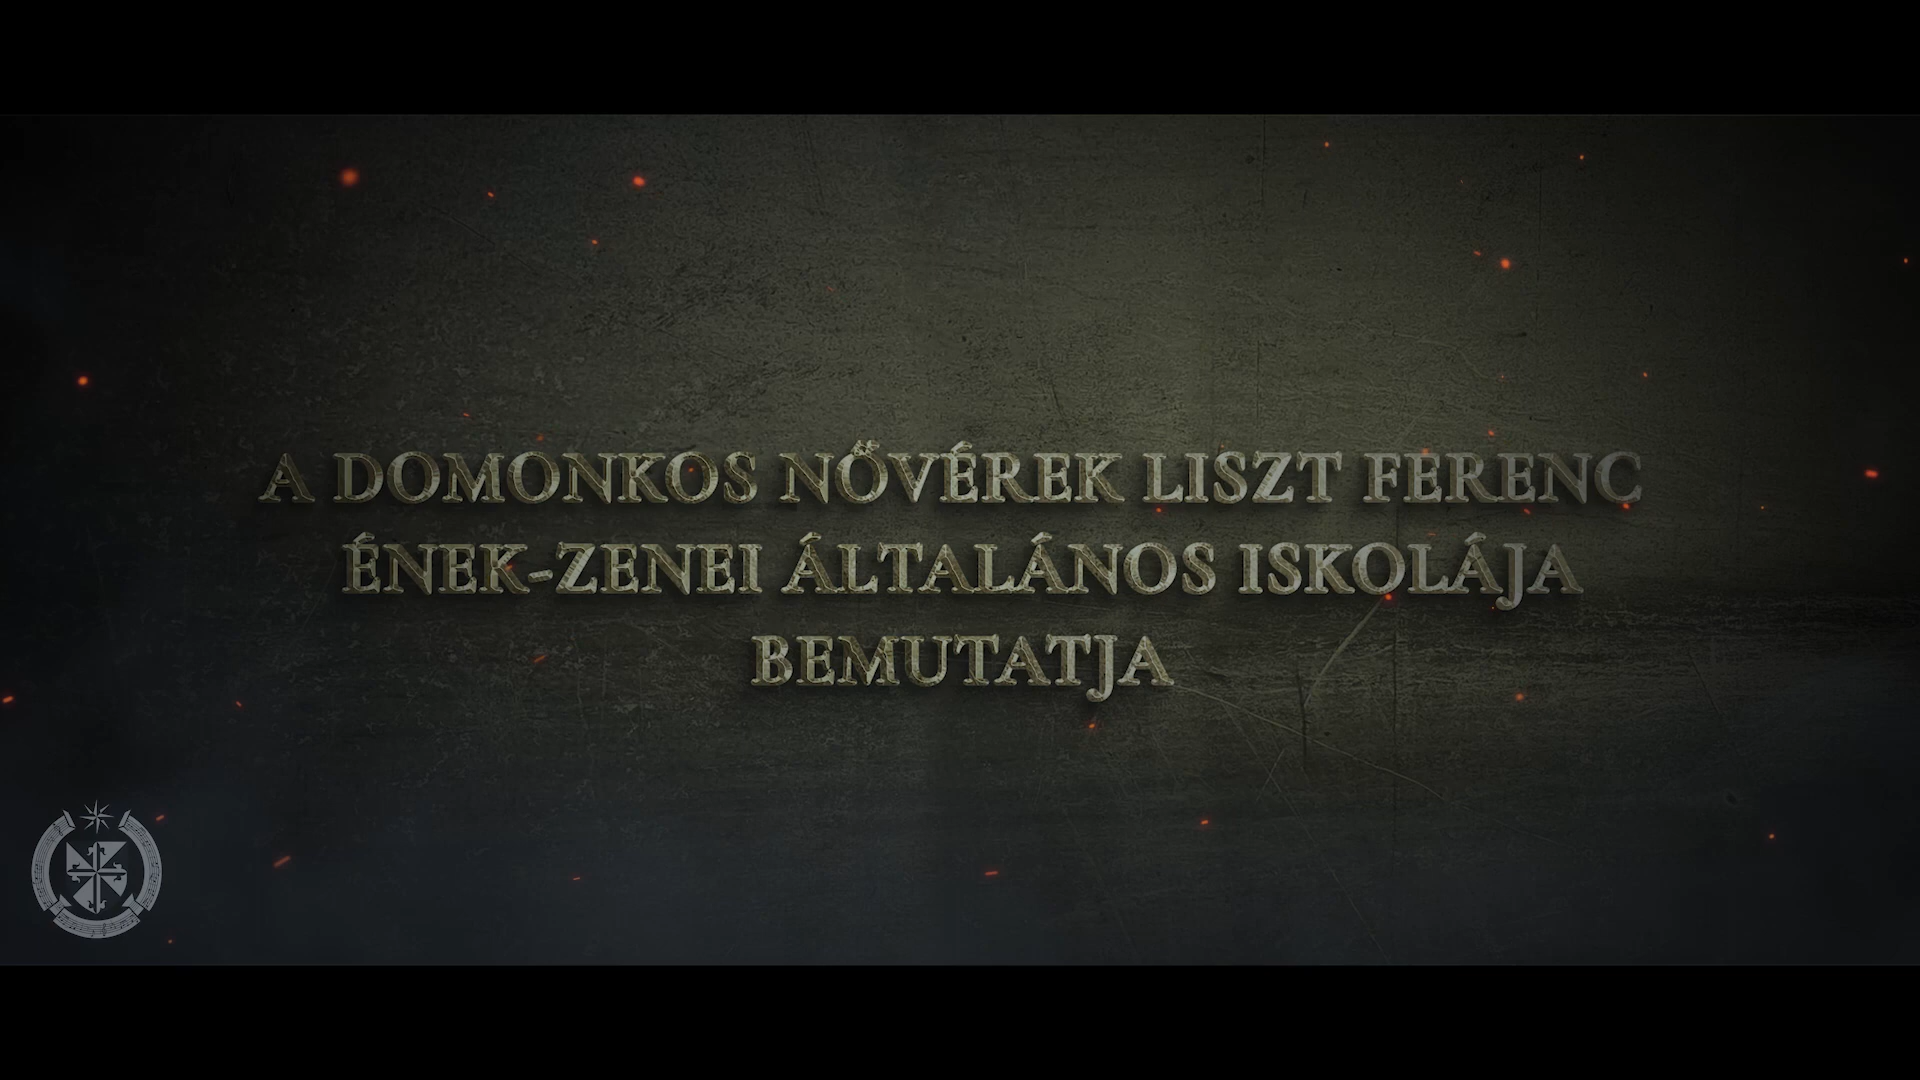 A DOMONKOS NŐVÉREK LISZT FERENC
ÉNEK-ZENEI ÁLTALÁNOS ISKOLÁJA
BEMUTATJA